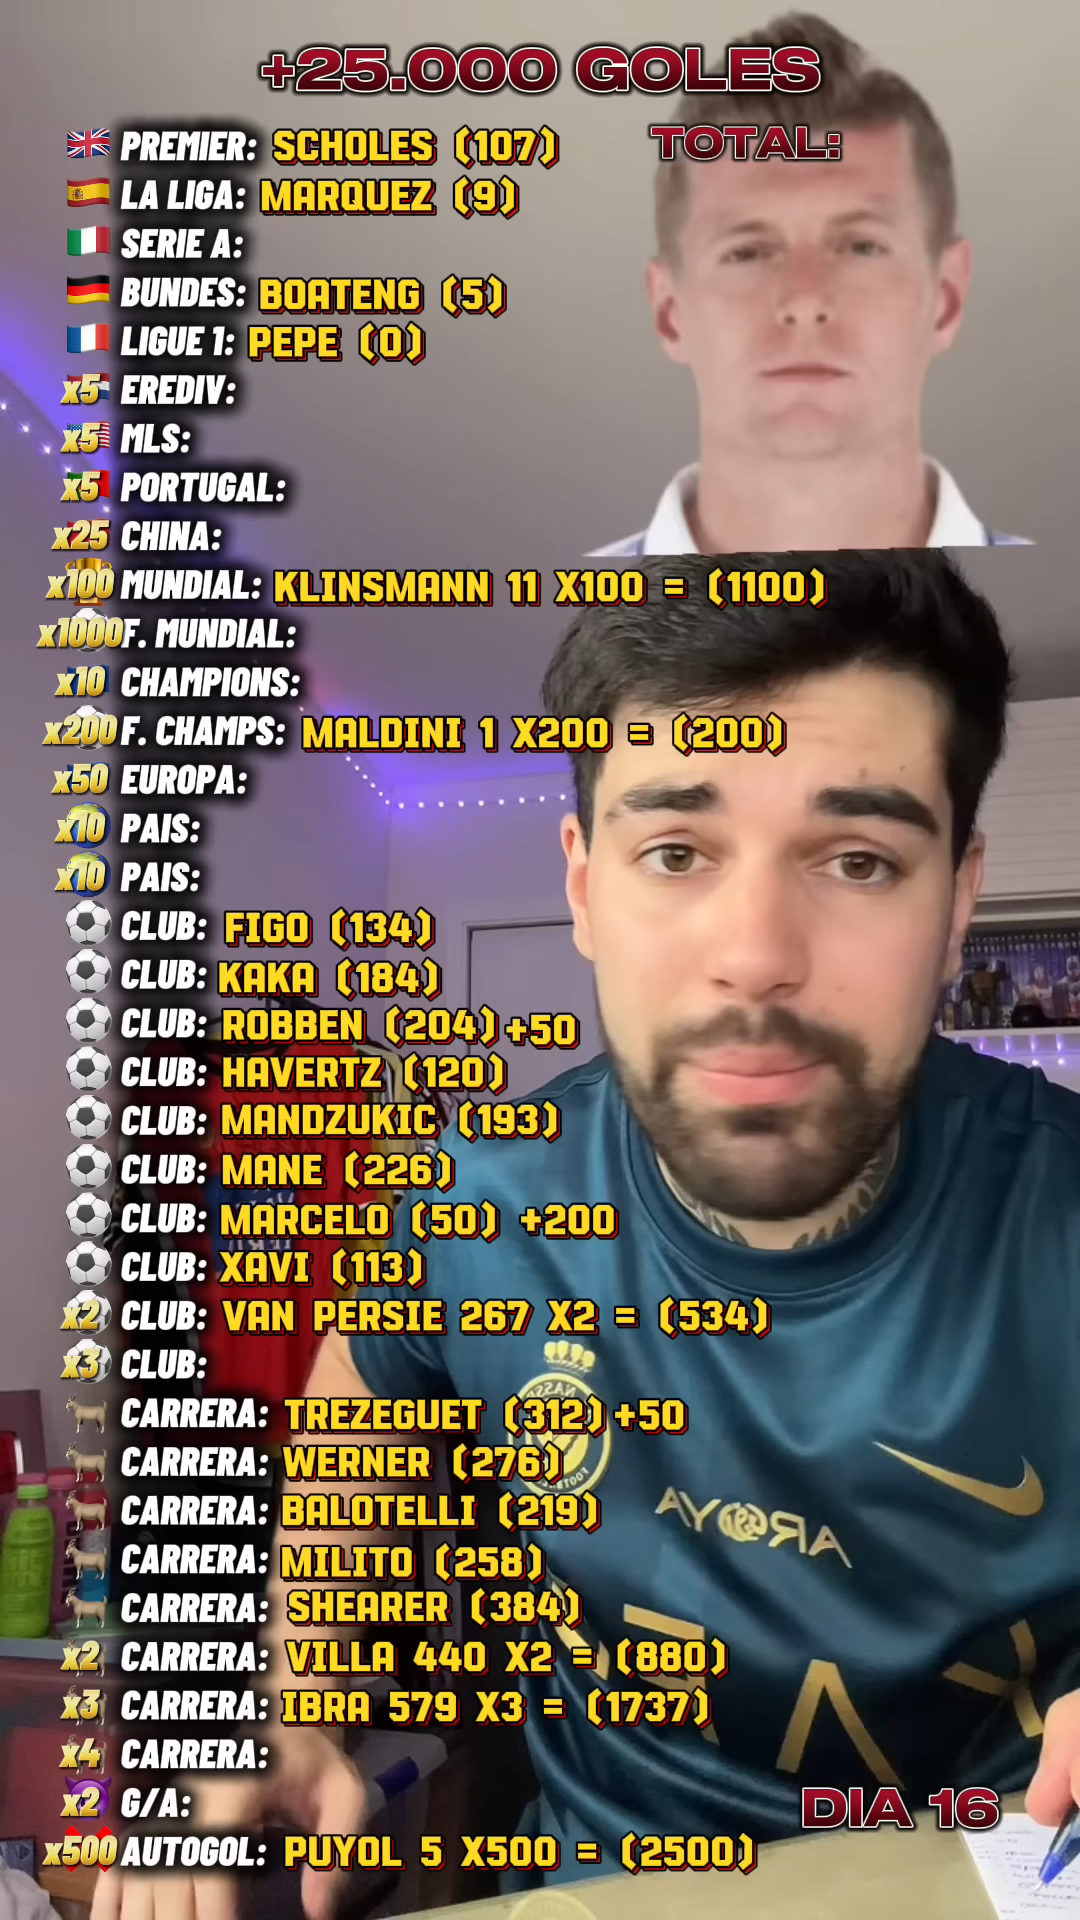 +25.000 GOLES
TOTAL:
PREMIER: SCHOLES (107)
LA LIGA: MARQUEZ (9)
SERIE A:
BUNDES: BOATENG (5)
LIGUE 1: PEPE (0)
x5 EREDIV:
x5 MLS:
x5 PORTUGAL:
x25 CHINA:
x100 MUNDIAL: KLINSMANN 11 X100 = (1100)
x1000 F. MUNDIAL:
x10 CHAMPIONS:
x200 F. CHAMPS: MALDINI 1 X200 = (200)
x50 EUROPA:
x10 PAIS:
x10 PAIS:
CLUB: FIGO (134)
CLUB: KAKA (184)
CLUB: ROBBEN (204) +50
CLUB: HAVERTZ (120)
CLUB: MANDZUKIC (193)
CLUB: MANE (226)
CLUB: MARCELO (50) +200
CLUB: XAVI (113)
x2 CLUB: VAN PERSIE 267 X2 = (534)
x3 CLUB:
CARRERA: TREZEGUET (312) +50
CARRERA: WERNER (276)
CARRERA: BALOTELLI (219)
CARRERA: MILITO (258)
CARRERA: SHEARER (384)
x2 CARRERA: VILLA 440 X2 = (880)
x3 CARRERA: IBRA 579 X3 = (1737)
x4 CARRERA:
x2 G/A:
x500 AUTOGOL: PUYOL 5 X500 = (2500)
DIA 16